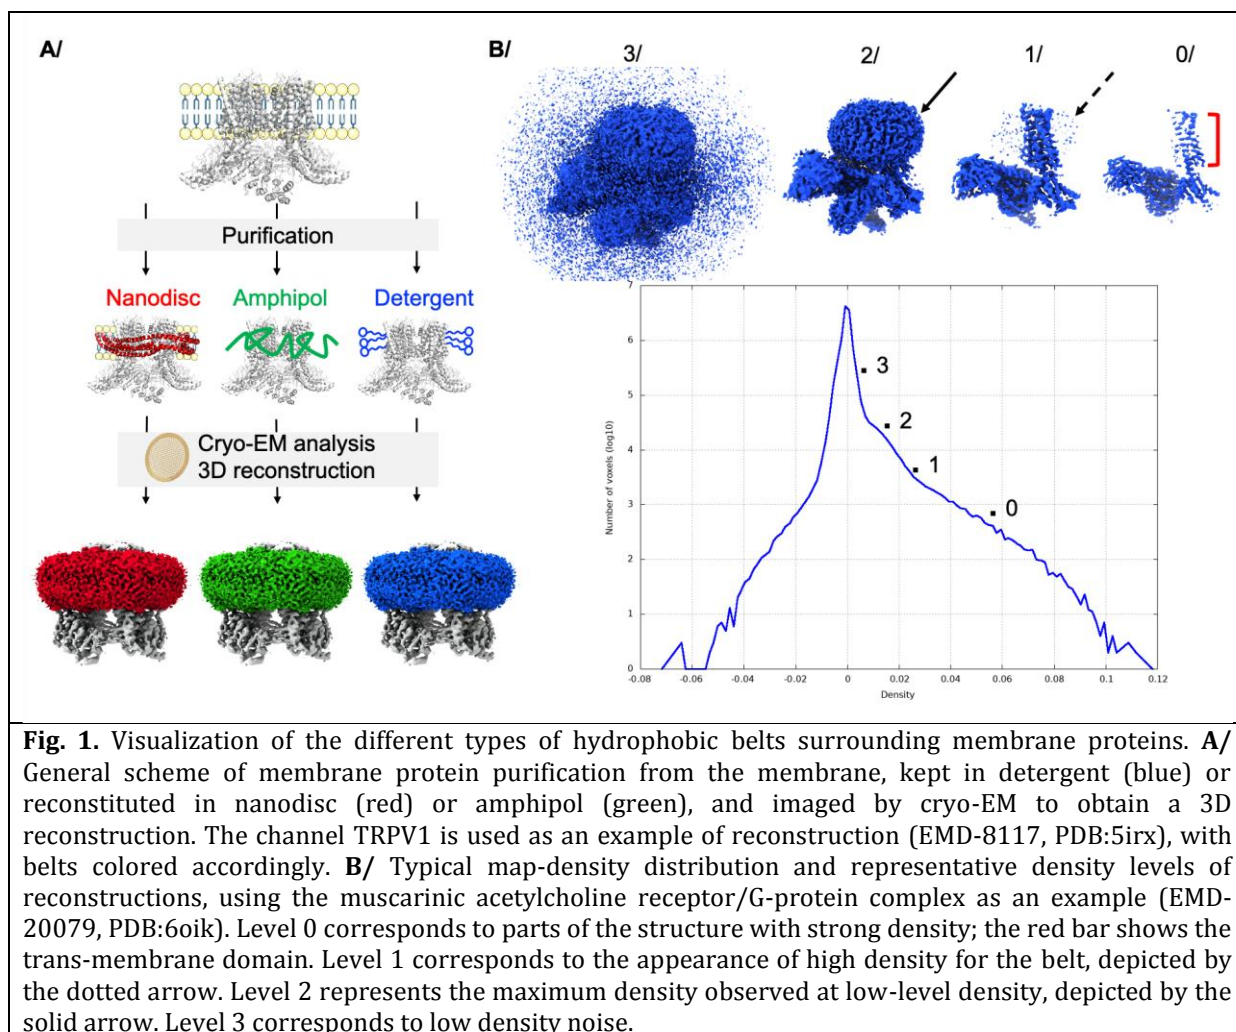 A/
B/
3/
2/
1/
0/
Purification
Nanodisc
Amphipol
Detergent
Cryo-EM analysis
3D reconstruction
7
6
5
4
3
2
1
0
Number of voxels (log10)
3
2
1
0
-0.08
-0.06
-0.04
-0.02
0
0.02
0.04
0.06
0.08
0.1
0.12
Density
Fig. 1. Visualization of the different types of hydrophobic belts surrounding membrane proteins. A/
General scheme of membrane protein purification from the membrane, kept in detergent (blue) or
reconstituted in nanodisc (red) or amphipol (green), and imaged by cryo-EM to obtain a 3D
reconstruction. The channel TRPV1 is used as an example of reconstruction (EMD-8117, PDB:5irx), with
belts colored accordingly. B/ Typical map-density distribution and representative density levels of
reconstructions, using the muscarinic acetylcholine receptor/G-protein complex as an example (EMD-
20079, PDB:6oik). Level 0 corresponds to parts of the structure with strong density; the red bar shows the
trans-membrane domain. Level 1 corresponds to the appearance of high density for the belt, depicted by
the dotted arrow. Level 2 represents the maximum density observed at low-level density, depicted by the
solid arrow. Level 3 corresponds to low density noise.